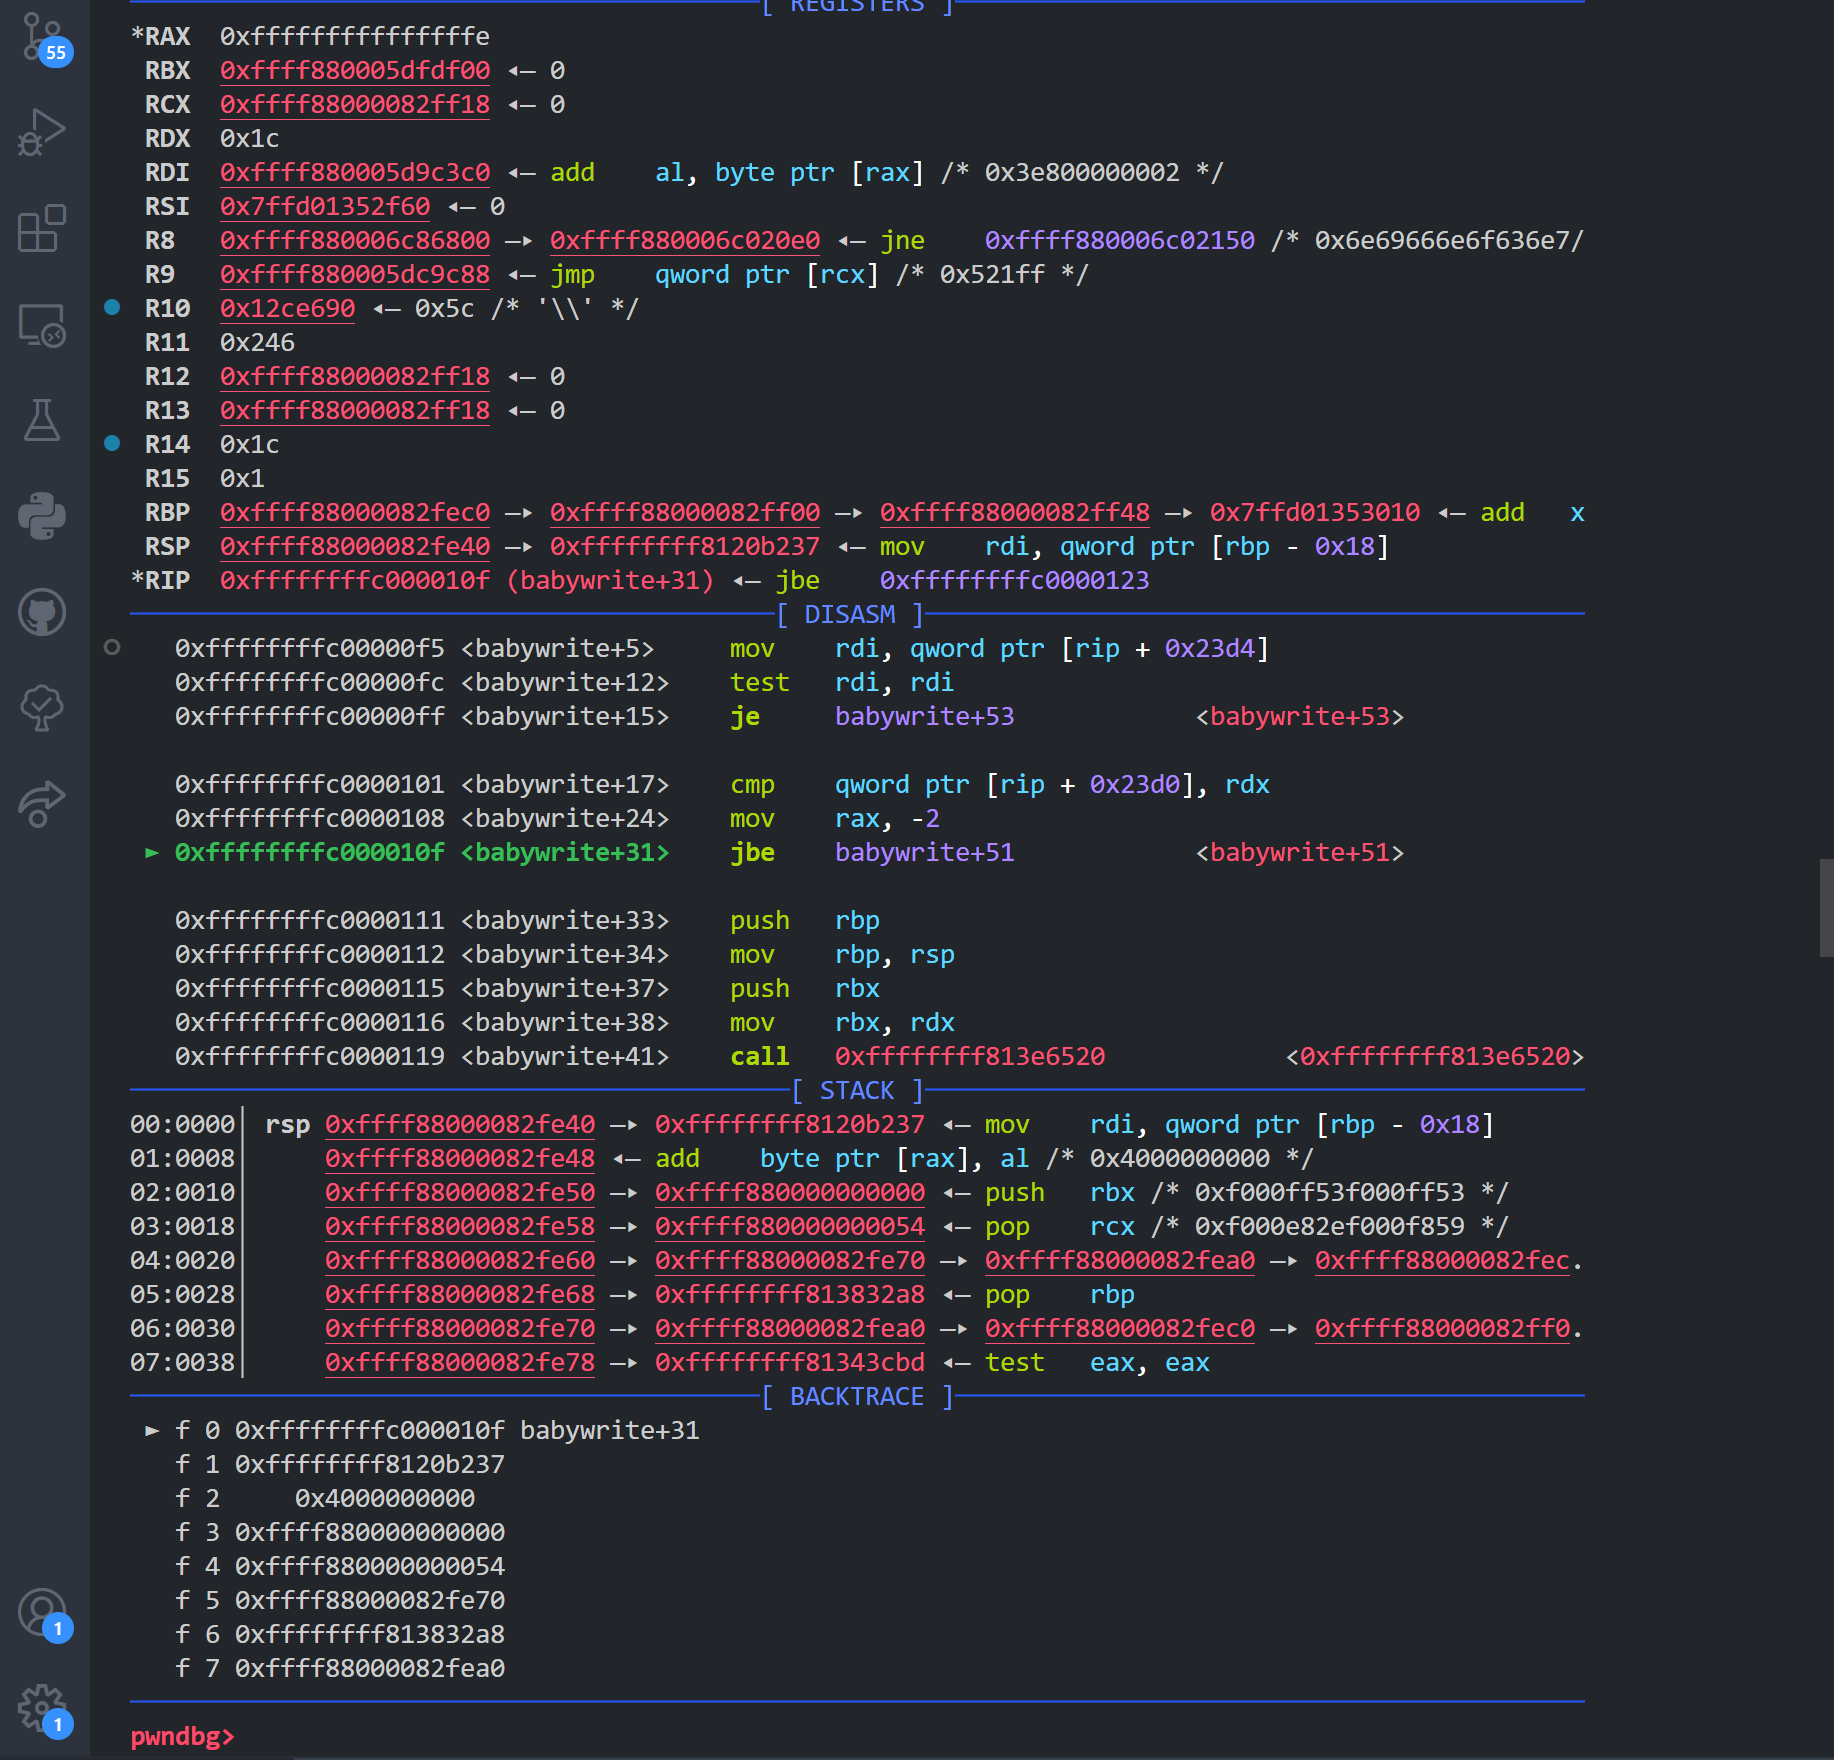 [ REGISTERS ]
*RAX 0xfffffffffffffffe
RBX 0xffff880005dfdf00 ◂— 0
RCX 0xffff88000082ff18 ◂— 0
RDX 0x1c
RDI 0xffff880005d9c3c0 ◂— add al, byte ptr [rax] /* 0x3e800000002 */
RSI 0x7ffd01352f60 ◂— 0
R8 0xffff880006c86800 —▸ 0xffff880006c020e0 ◂— jne 0xffff880006c02150 /* 0x6e69666e6f636e7/
R9 0xffff880005dc9c88 ◂— jmp qword ptr [rcx] /* 0x521ff */
R10 0x12ce690 ◂— 0x5c /* '\\' */
R11 0x246
R12 0xffff88000082ff18 ◂— 0
R13 0xffff88000082ff18 ◂— 0
R14 0x1c
R15 0x1
RBP 0xffff88000082fec0 —▸ 0xffff88000082ff00 —▸ 0xffff88000082ff48 —▸ 0x7ffd01353010 ◂— add x
RSP 0xffff88000082fe40 —▸ 0xffffffff8120b237 ◂— mov rdi, qword ptr [rbp - 0x18]
*RIP 0xffffffffc000010f (babywrite+31) ◂— jbe 0xffffffffc0000123
[ DISASM ]
0xffffffffc00000f5 <babywrite+5> mov rdi, qword ptr [rip + 0x23d4]
0xffffffffc00000fc <babywrite+12> test rdi, rdi
0xffffffffc00000ff <babywrite+15> je babywrite+53 <babywrite+53>
0xffffffffc0000101 <babywrite+17> cmp qword ptr [rip + 0x23d0], rdx
0xffffffffc0000108 <babywrite+24> mov rax, -2
► 0xffffffffc000010f <babywrite+31> jbe babywrite+51 <babywrite+51>
0xffffffffc0000111 <babywrite+33> push rbp
0xffffffffc0000112 <babywrite+34> mov rbp, rsp
0xffffffffc0000115 <babywrite+37> push rbx
0xffffffffc0000116 <babywrite+38> mov rbx, rdx
0xffffffffc0000119 <babywrite+41> call 0xffffffff813e6520 <0xffffffff813e6520>
[ STACK ]
00:0000│ rsp 0xffff88000082fe40 —▸ 0xffffffff8120b237 ◂— mov rdi, qword ptr [rbp - 0x18]
01:0008│ 0xffff88000082fe48 ◂— add byte ptr [rax], al /* 0x4000000000 */
02:0010│ 0xffff88000082fe50 —▸ 0xffff880000000000 ◂— push rbx /* 0xf000ff53f000ff53 */
03:0018│ 0xffff88000082fe58 —▸ 0xffff880000000054 ◂— pop rcx /* 0xf000e82ef000f859 */
04:0020│ 0xffff88000082fe60 —▸ 0xffff88000082fe70 —▸ 0xffff88000082fea0 —▸ 0xffff88000082fec.
05:0028│ 0xffff88000082fe68 —▸ 0xffffffff813832a8 ◂— pop rbp
06:0030│ 0xffff88000082fe70 —▸ 0xffff88000082fea0 —▸ 0xffff88000082fec0 —▸ 0xffff88000082ff0.
07:0038│ 0xffff88000082fe78 —▸ 0xffffffff81343cbd ◂— test eax, eax
[ BACKTRACE ]
► f 0 0xffffffffc000010f babywrite+31
f 1 0xffffffff8120b237
f 2 0x4000000000
f 3 0xffff880000000000
f 4 0xffff880000000054
f 5 0xffff88000082fe70
f 6 0xffffffff813832a8
f 7 0xffff88000082fea0
pwndbg>
55
1
1